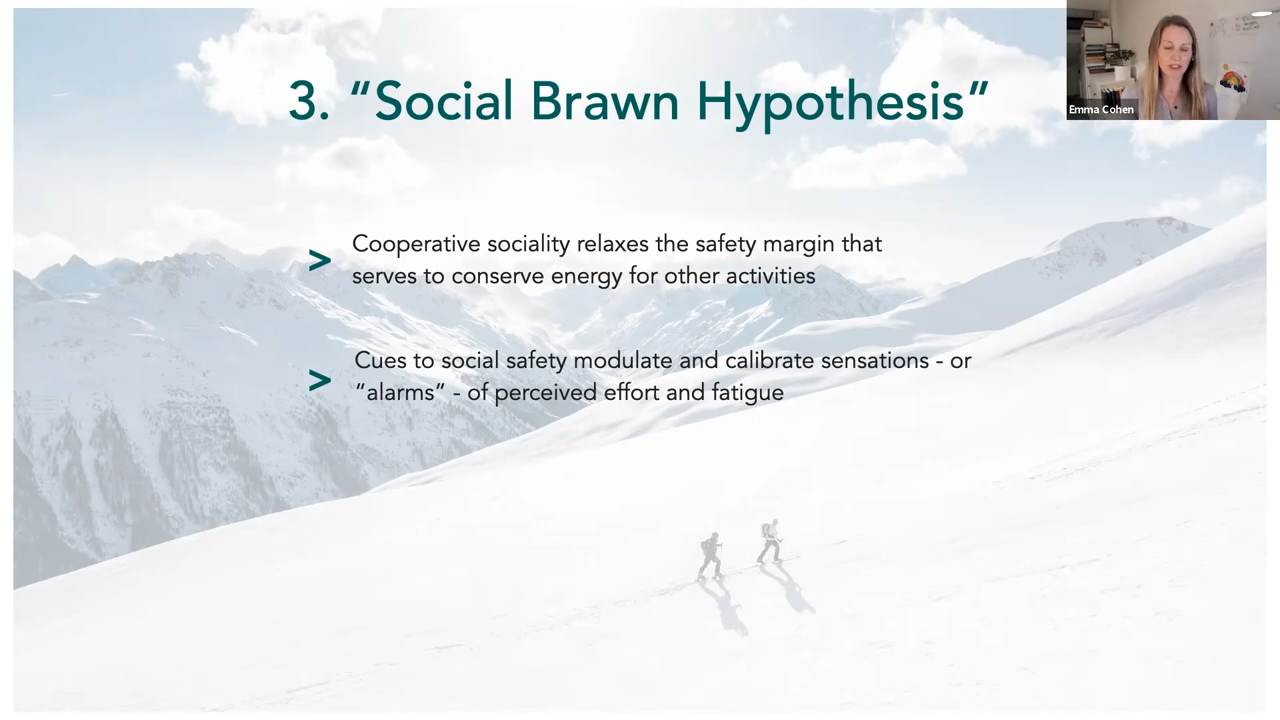 3. “Social Brawn Hypothesis”
Emma Cohen
> Cooperative sociality relaxes the safety margin that
serves to conserve energy for other activities
> Cues to social safety modulate and calibrate sensations - or
“alarms” - of perceived effort and fatigue